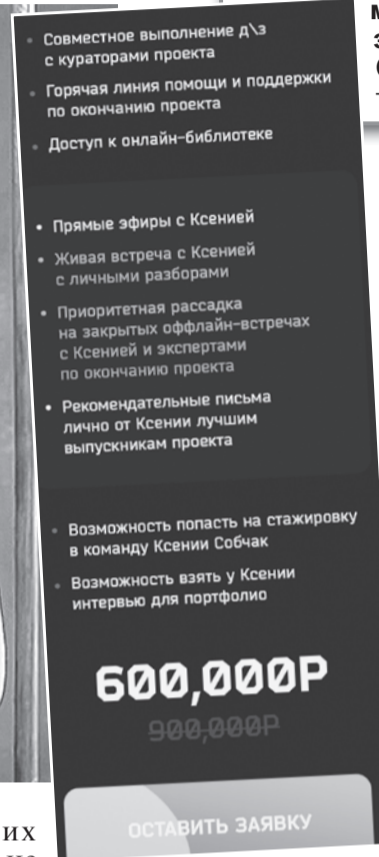 • Совместное выполнение д\з
с кураторами проекта
• Горячая линия помощи и поддержки
по окончанию проекта
• Доступ к онлайн-библиотеке
• Прямые эфиры с Ксенией
• Живая встреча с Ксенией
с личными разборами
• Приоритетная рассадка
на закрытых оффлайн-встречах
с Ксенией и экспертами
по окончанию проекта
• Рекомендательные письма
лично от Ксении лучшим
выпускникам проекта
• Возможность попасть на стажировку
в команду Ксении Собчак
• Возможность взять у Ксении
интервью для портфолио
600,000Р
900,000Р
ОСТАВИТЬ ЗАЯВКУ
их